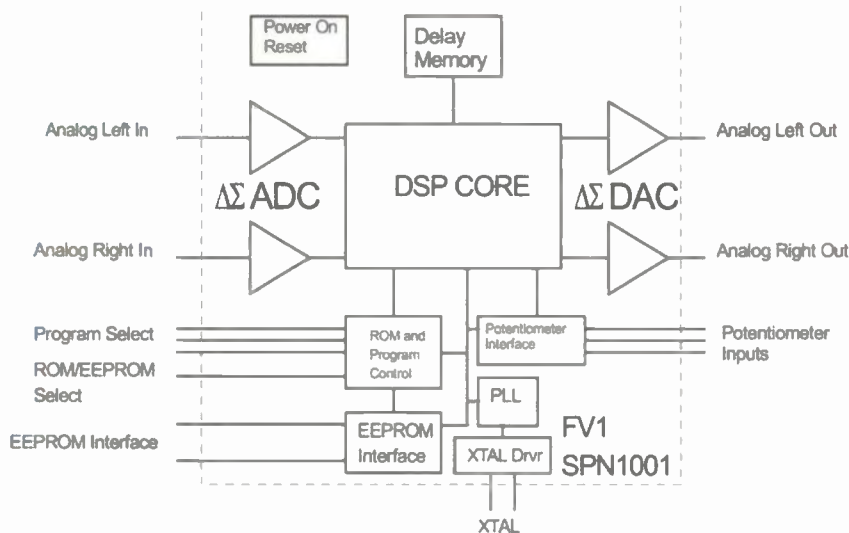 Power On
Reset
Delay
Memory
Analog Left In
Analog Left Out
DSP CORE
ΔΣ ADC
ΔΣ DAC
Analog Right In
Analog Right Out
Program Select
ROM and
Program
Control
Potentiometer
Interface
Potentiometer
Inputs
ROM/EEPROM
Select
PLL
EEPROM Interface
EEPROM
Interface
FV1
SPN1001
XTAL Drvr
XTAL